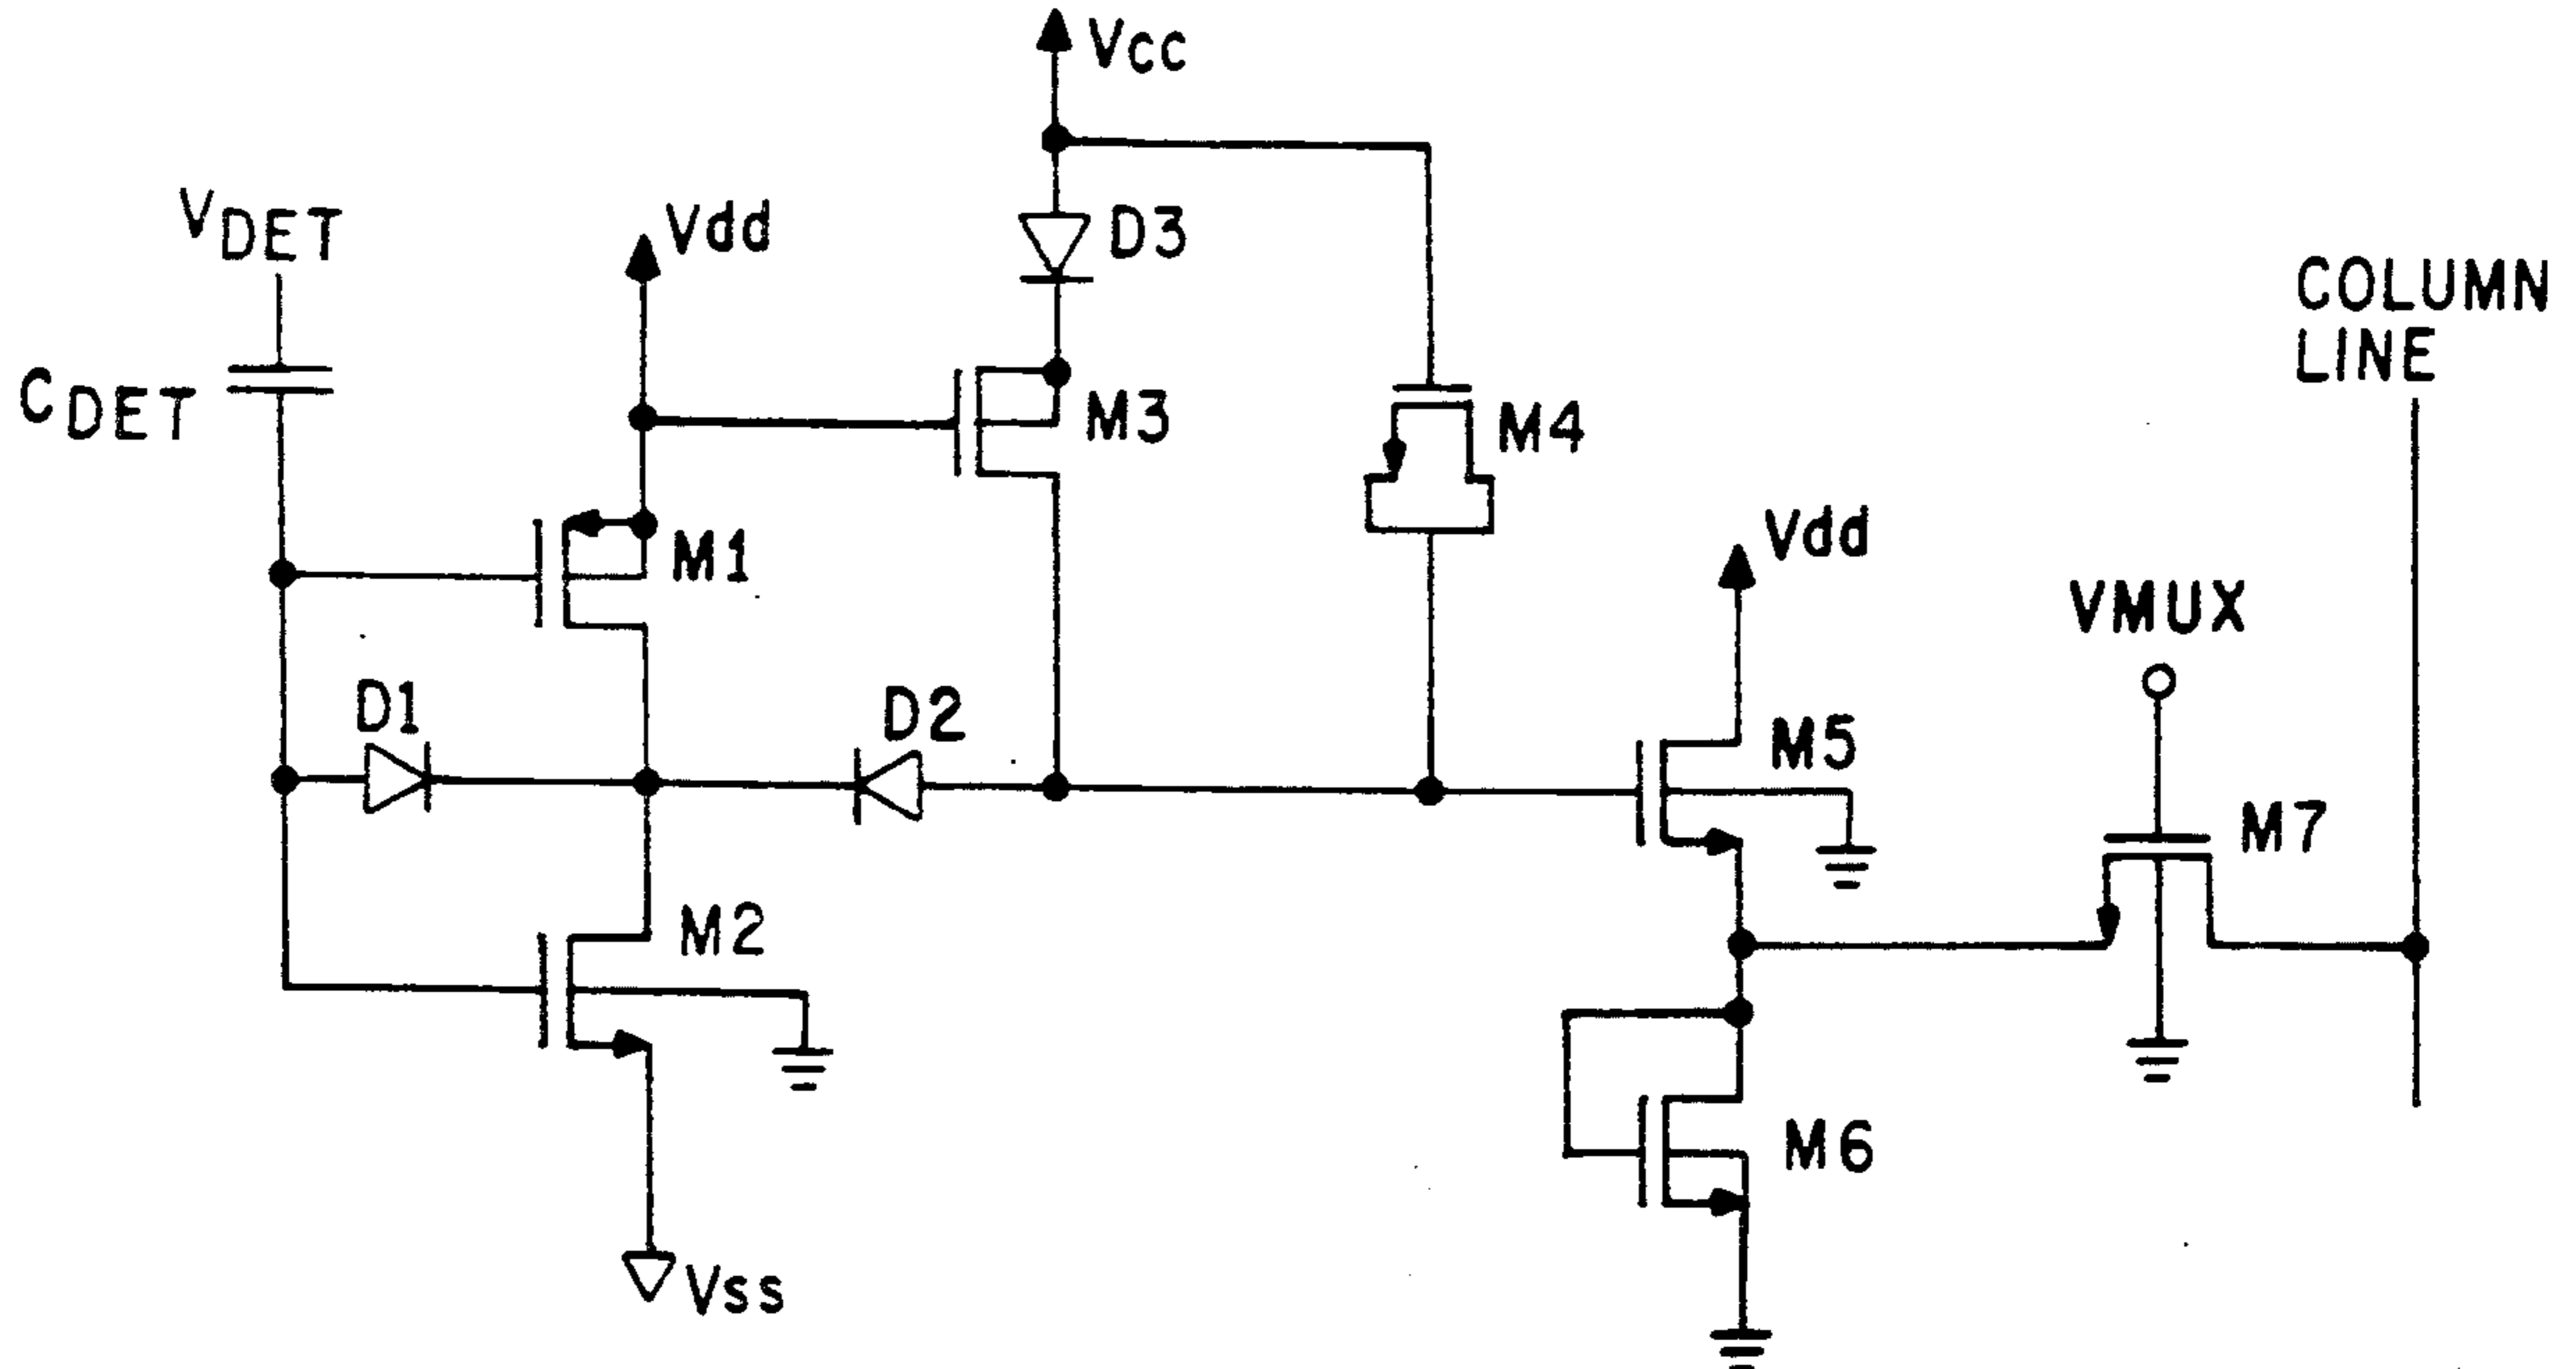 Vcc
VDET
Vdd
D3
COLUMN
LINE
CDET
M3
M4
M1
Vdd
VMUX
D1
D2
M5
M7
M2
M6
Vss